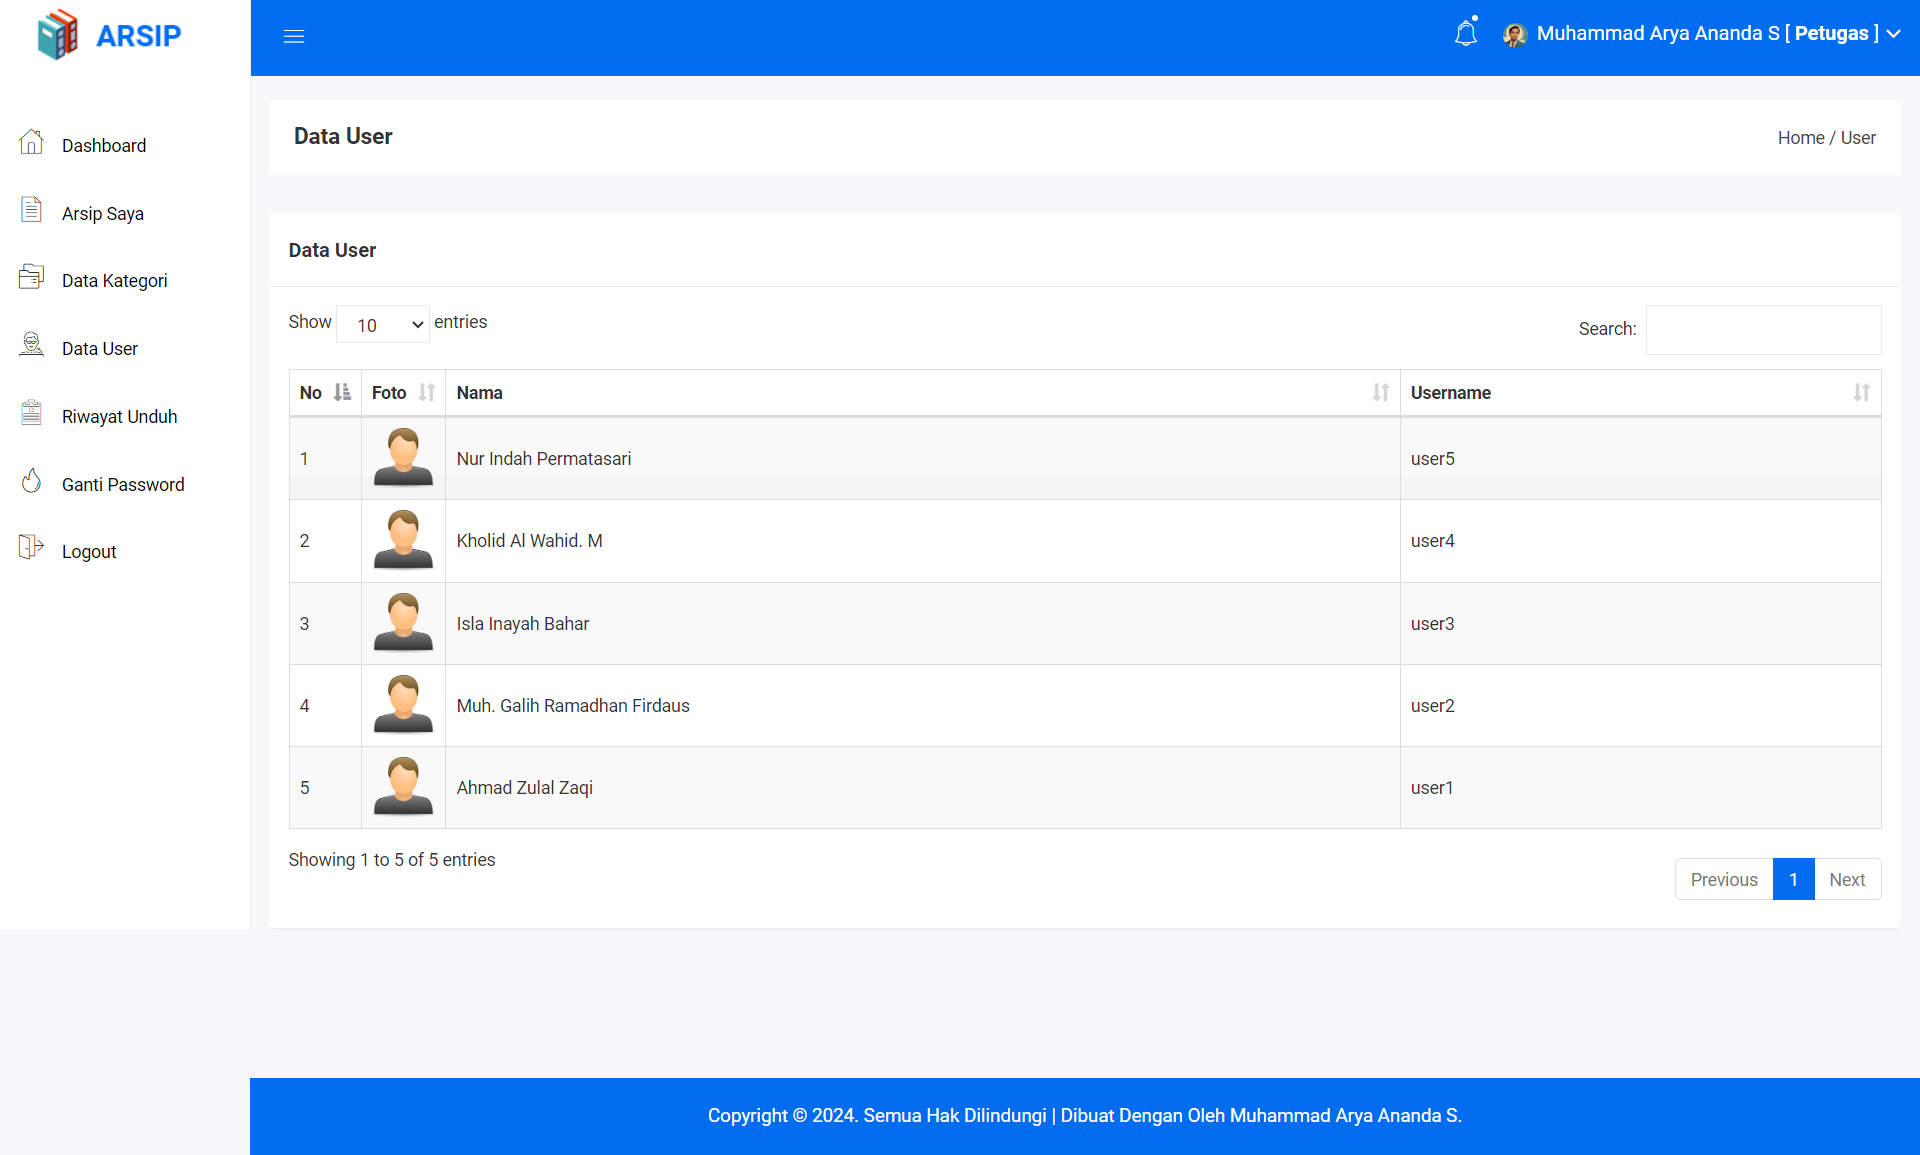 ARSIP
Muhammad Arya Ananda S [ Petugas ]
Dashboard
Arsip Saya
Data Kategori
Data User
Riwayat Unduh
Ganti Password
Logout
Data User
Home / User
Data User
Show 10 entries
Search:
No Foto Nama Username
1 Nur Indah Permatasari user5
2 Kholid Al Wahid. M user4
3 Isla Inayah Bahar user3
4 Muh. Galih Ramadhan Firdaus user2
5 Ahmad Zulal Zaqi user1
Showing 1 to 5 of 5 entries
Previous 1 Next
Copyright © 2024. Semua Hak Dilindungi | Dibuat Dengan Oleh Muhammad Arya Ananda S.